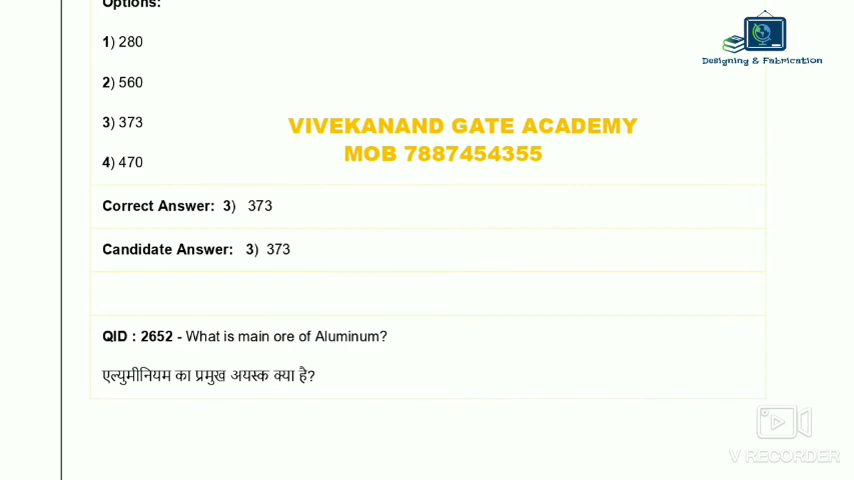 Options:
1) 280
2) 560
3) 373
4) 470
Designing & Fabrication
VIVEKANAND GATE ACADEMY
MOB 7887454355
Correct Answer: 3) 373
Candidate Answer: 3) 373
QID : 2652 - What is main ore of Aluminum?
एल्युमीनियम का प्रमुख अयस्क क्या है?
V RECORDER